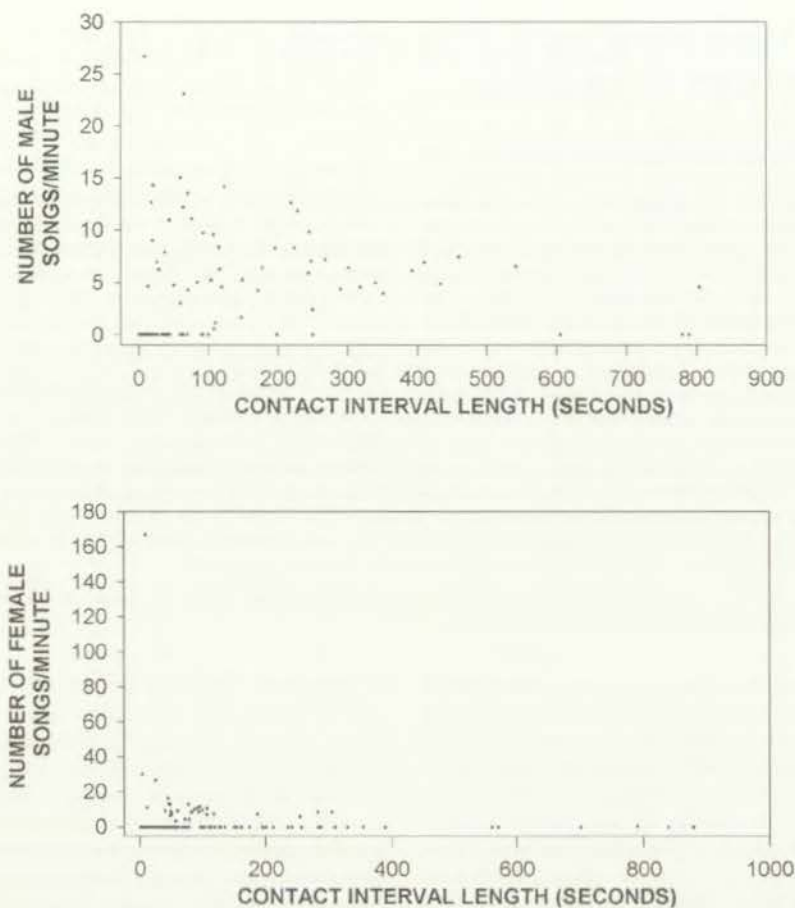 30
25
20
15
10
5
0
NUMBER OF MALE
SONGS/MINUTE
0 100 200 300 400 500 600 700 800 900
CONTACT INTERVAL LENGTH (SECONDS)
180
160
140
120
100
80
60
40
20
0
NUMBER OF FEMALE
SONGS/MINUTE
0 200 400 600 800 1000
CONTACT INTERVAL LENGTH (SECONDS)